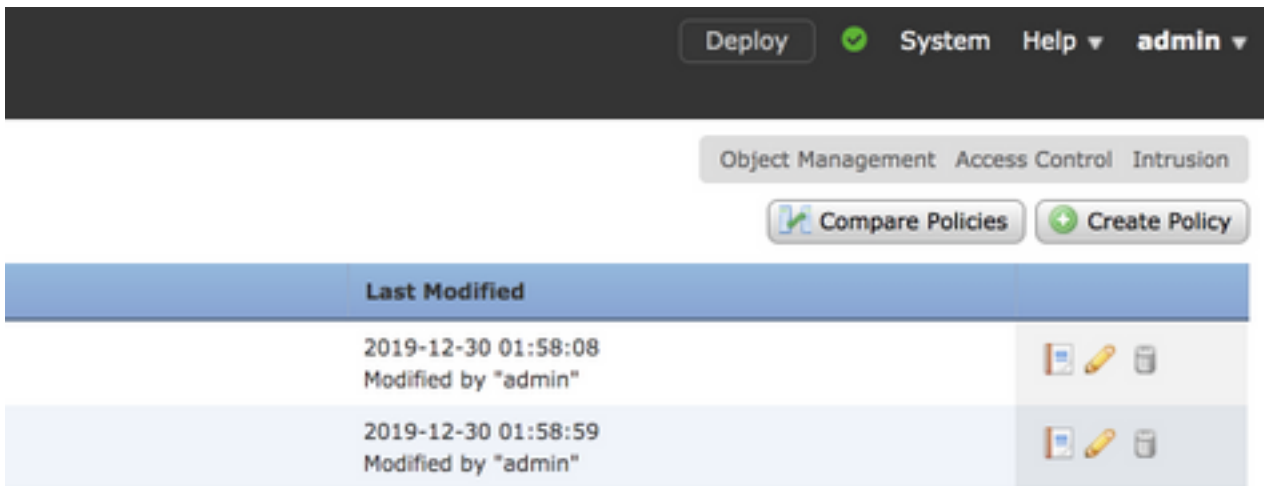 Deploy System Help admin
Object Management Access Control Intrusion
Compare Policies Create Policy
Last Modified
2019-12-30 01:58:08
Modified by "admin"
2019-12-30 01:58:59
Modified by "admin"